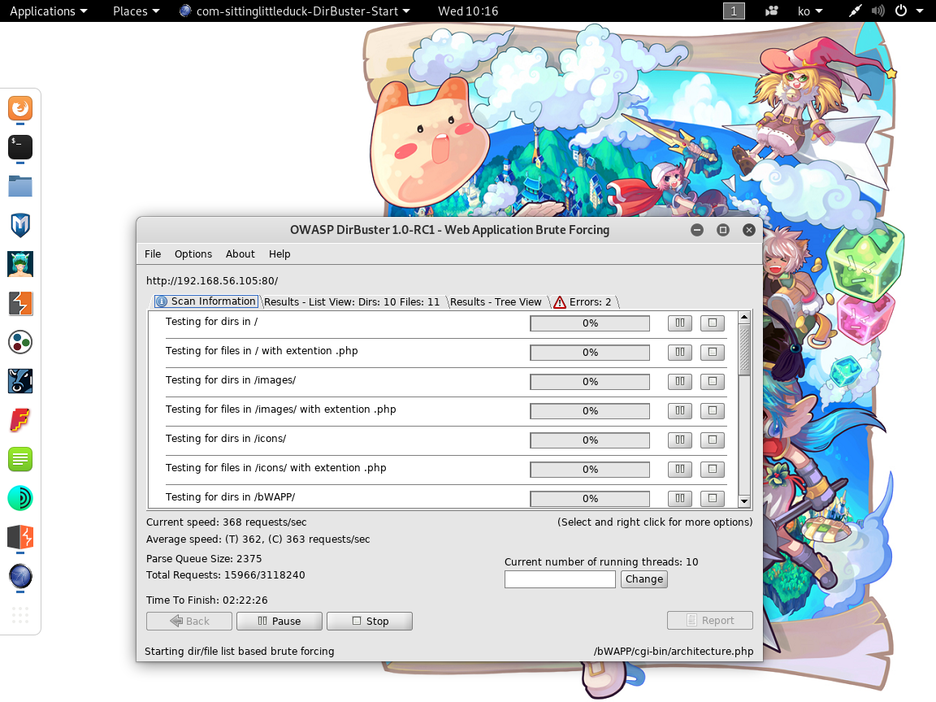 Applications Places com-sittinglittleduck-DirBuster-Start Wed 10:16 1 ko
OWASP DirBuster 1.0-RC1 - Web Application Brute Forcing
File Options About Help
http://192.168.56.105:80/
Scan Information Results - List View: Dirs: 10 Files: 11 Results - Tree View Errors: 2
Testing for dirs in / 0%
Testing for files in / with extention .php 0%
Testing for dirs in /images/ 0%
Testing for files in /images/ with extention .php 0%
Testing for dirs in /icons/ 0%
Testing for files in /icons/ with extention .php 0%
Testing for dirs in /bWAPP/ 0%
Current speed: 368 requests/sec (Select and right click for more options)
Average speed: (T) 362, (C) 363 requests/sec
Parse Queue Size: 2375
Current number of running threads: 10
Total Requests: 15966/3118240
Change
Time To Finish: 02:22:26
Back Pause Stop Report
Starting dir/file list based brute forcing /bWAPP/cgi-bin/architecture.php